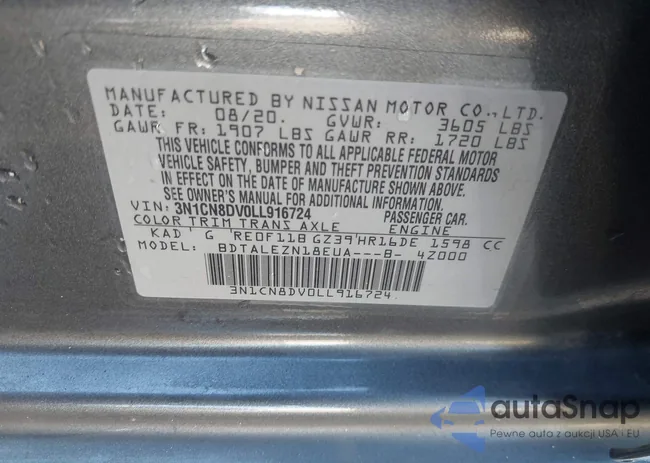 MANUFACTURED BY NISSAN MOTOR CO., LTD.
DATE: 08/20. GVWR: 3605 LBS
GAWR FR: 1907 LBS GAWR RR: 1720 LBS
THIS VEHICLE CONFORMS TO ALL APPLICABLE FEDERAL MOTOR
VEHICLE SAFETY, BUMPER AND THEFT PREVENTION STANDARDS
IN EFFECT ON THE DATE OF MANUFACTURE SHOWN ABOVE.
SEE OWNER'S MANUAL FOR ADDITIONAL INFORMATION.
VIN: 3N1CN8DV0LL916724 PASSENGER CAR.
COLOR TRIM TRANS AXLE ENGINE
KAD G RE0F11B GZ39 HR16DE 1598 CC
MODEL: BDTALEZN18EUA---B- 4Z000
3N1CN8DV0LL916724
autoSnap
Pewne auta z aukcji USA i EU